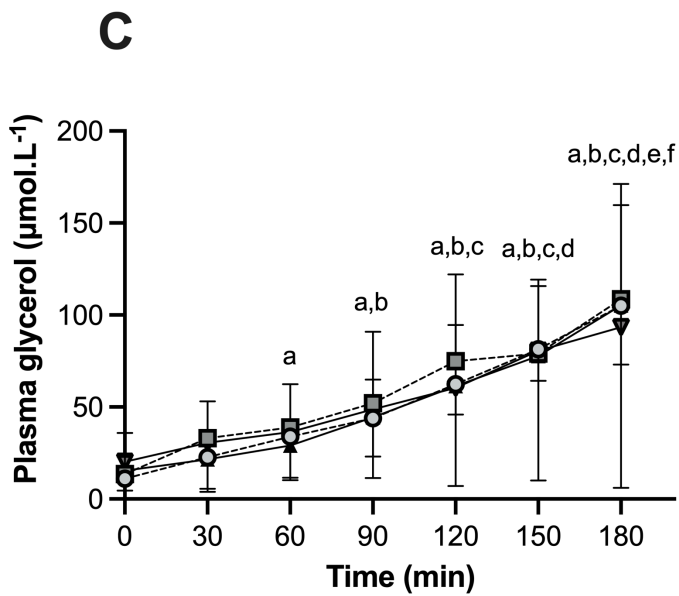 C
Plasma glycerol (µmol.L-1)
200
150
100
50
0
a
a,b
a,b,c
a,b,c,d
a,b,c,d,e,f
0 30 60 90 120 150 180
Time (min)